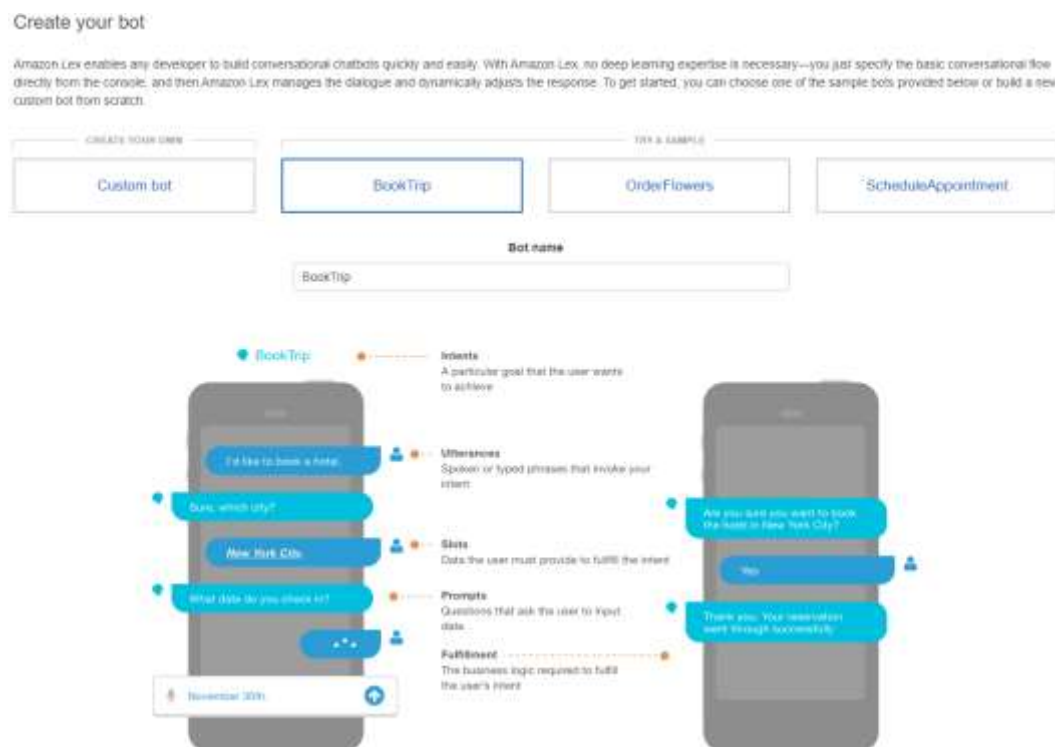 Create your bot
Amazon Lex enables any developer to build conversational chatbots quickly and easily. With Amazon Lex, no deep learning expertise is necessary—you just specify the basic conversational flow
directly from the console, and then Amazon Lex manages the dialogue and dynamically adjusts the response. To get started, you can choose one of the sample bots provided below or build a new
custom bot from scratch.
CREATE YOUR OWN
TRY A SAMPLE
Custom bot
BookTrip
OrderFlowers
ScheduleAppointment
Bot name
BookTrip
BookTrip
Intents
A particular goal that the user wants
to achieve
I'd like to book a hotel.
Utterances
Spoken or typed phrases that invoke your
intent
Sure, which city?
New York City
Slots
Data the user must provide to fulfill the intent
What date do you check in?
Prompts
Questions that ask the user to input
data
Fulfillment
The business logic required to fulfill
the user's intent
November 30th
Are you sure you want to book
the hotel in New York City?
Yes
Thank you. Your reservation
went through successfully